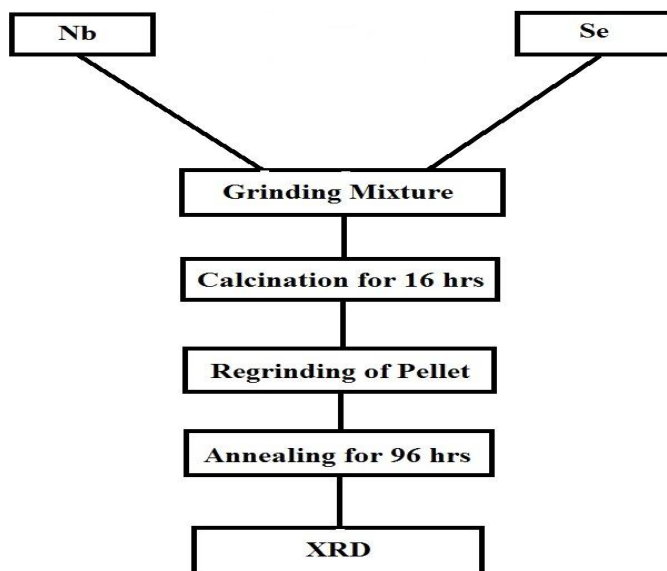 Nb
Se
Grinding Mixture
Calcination for 16 hrs
Regrinding of Pellet
Annealing for 96 hrs
XRD